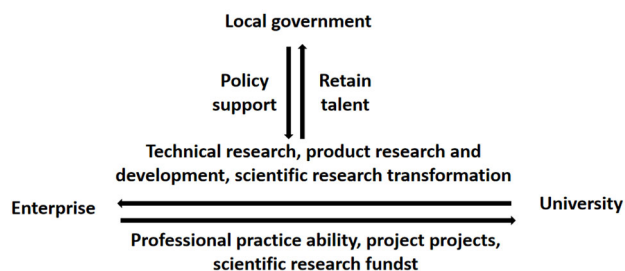 Local government
Policy
support
Retain
talent
Technical research, product research and
development, scientific research transformation
Enterprise
University
Professional practice ability, project projects,
scientific research fundst